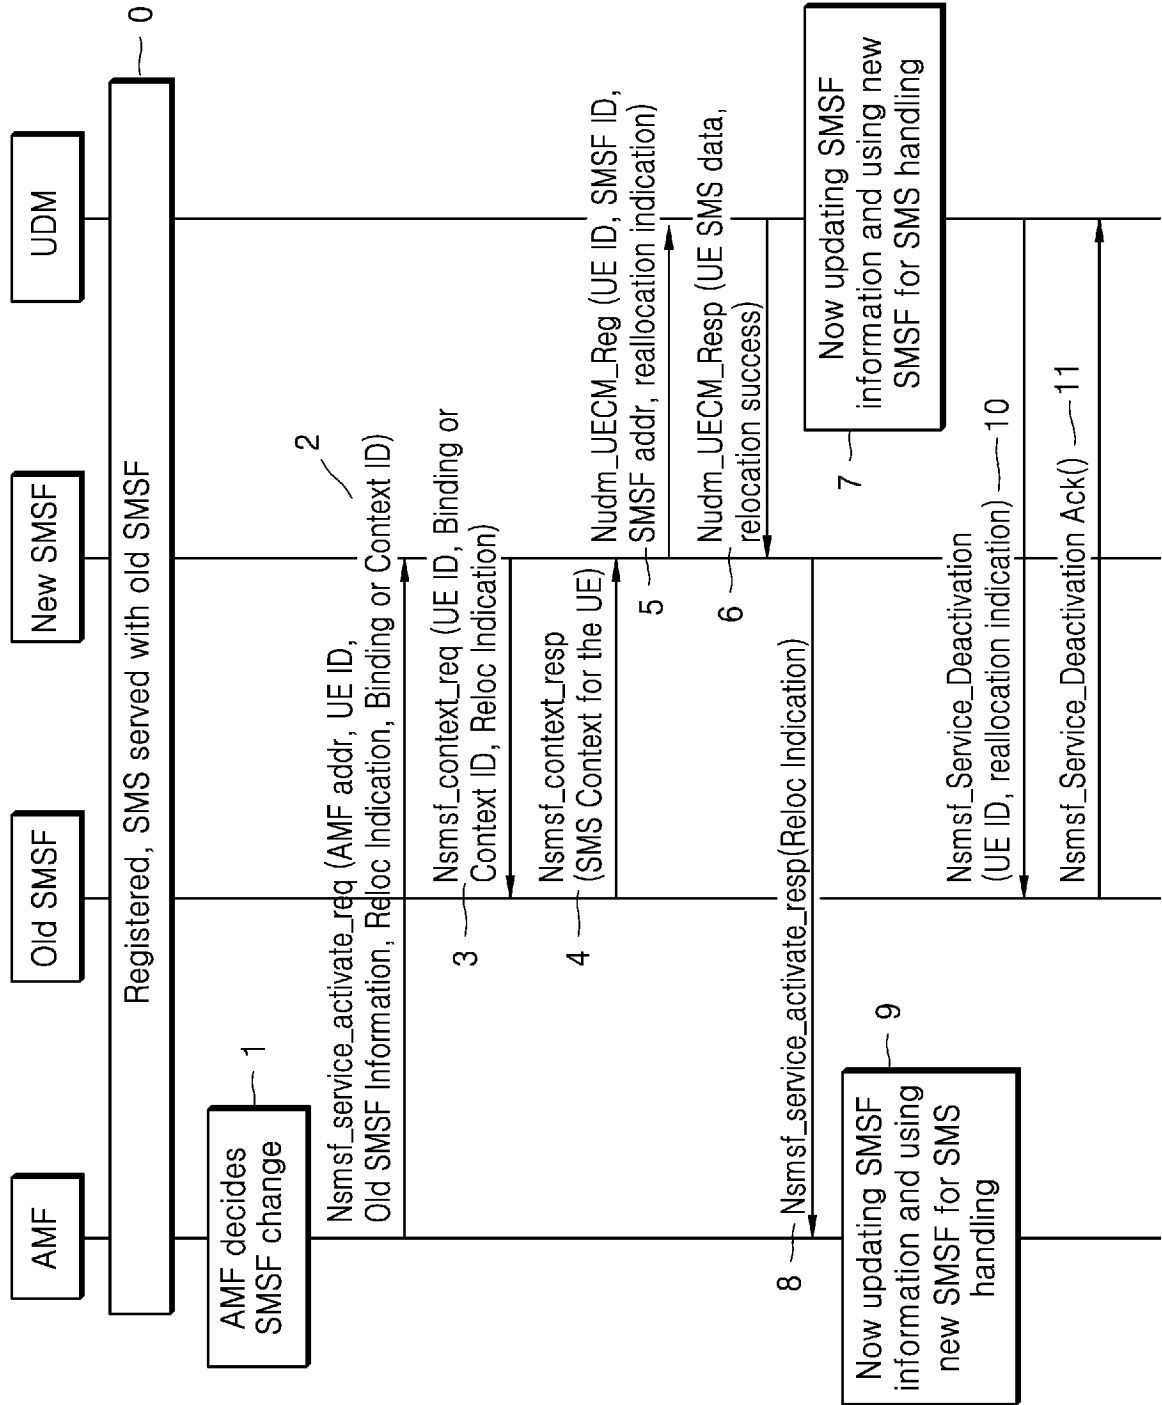 AMF
Old SMSF
New SMSF
UDM
Registered, SMS served with old SMSF
0
AMF decides
SMSF change
1
Nsmsf_service_activate_req (AMF addr, UE ID,
Old SMSF Information, Reloc Indication, Binding or Context ID)
2
Nsmsf_context_req (UE ID, Binding or
Context ID, Reloc Indication)
3
Nsmsf_context_resp
(SMS Context for the UE)
4
Nudm_UECM_Reg (UE ID, SMSF ID,
SMSF addr, reallocation indication)
5
Nudm_UECM_Resp (UE SMS data,
relocation success)
6
Now updating SMSF
information and using new
SMSF for SMS handling
7
Nsmsf_service_activate_resp(Reloc Indication)
8
Now updating SMSF
information and using
new SMSF for SMS
handling
9
Nsmsf_Service_Deactivation
(UE ID, reallocation indication)
10
Nsmsf_Service_Deactivation Ack()
11